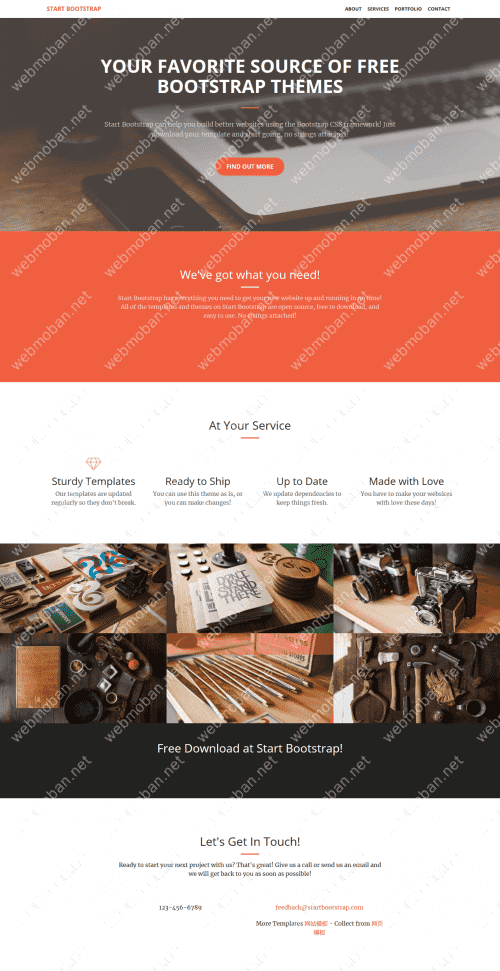 START BOOTSTRAP
ABOUT SERVICES PORTFOLIO CONTACT
YOUR FAVORITE SOURCE OF FREE
BOOTSTRAP THEMES
Start Bootstrap can help you build better websites using the Bootstrap CSS framework! Just
download your template and start going, no strings attached!
FIND OUT MORE
We've got what you need!
Start Bootstrap has everything you need to get your new website up and running in no time!
All of the templates and themes on Start Bootstrap are open source, free to download, and
easy to use. No strings attached!
At Your Service
Sturdy Templates
Our templates are updated
regularly so they don't break.
Ready to Ship
You can use this theme as is, or
you can make changes!
Up to Date
We update dependencies to
keep things fresh.
Made with Love
You have to make your websites
with love these days!
Free Download at Start Bootstrap!
Let's Get In Touch!
Ready to start your next project with us? That's great! Give us a call or send us an email and
we will get back to you as soon as possible!
123-456-6789
feedback@startbootstrap.com
More Templates 网站模板 - Collect from 网页
模板
webmoban.net